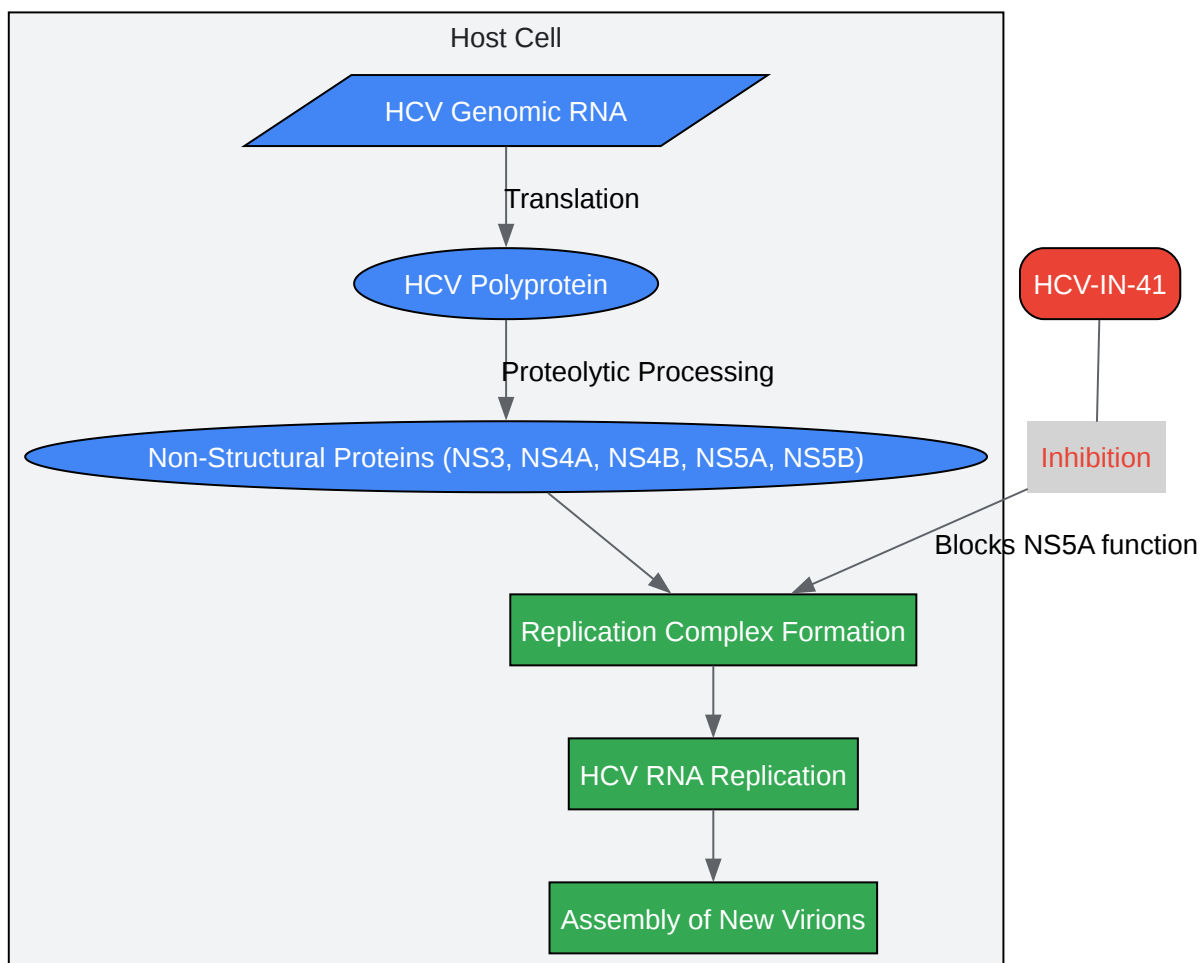 Host Cell
HCV Genomic RNA
Translation
HCV Polyprotein
HCV-IN-41
Proteolytic Processing
Non-Structural Proteins (NS3, NS4A, NS4B, NS5A, NS5B)
Inhibition
Blocks NS5A function
Replication Complex Formation
HCV RNA Replication
Assembly of New Virions